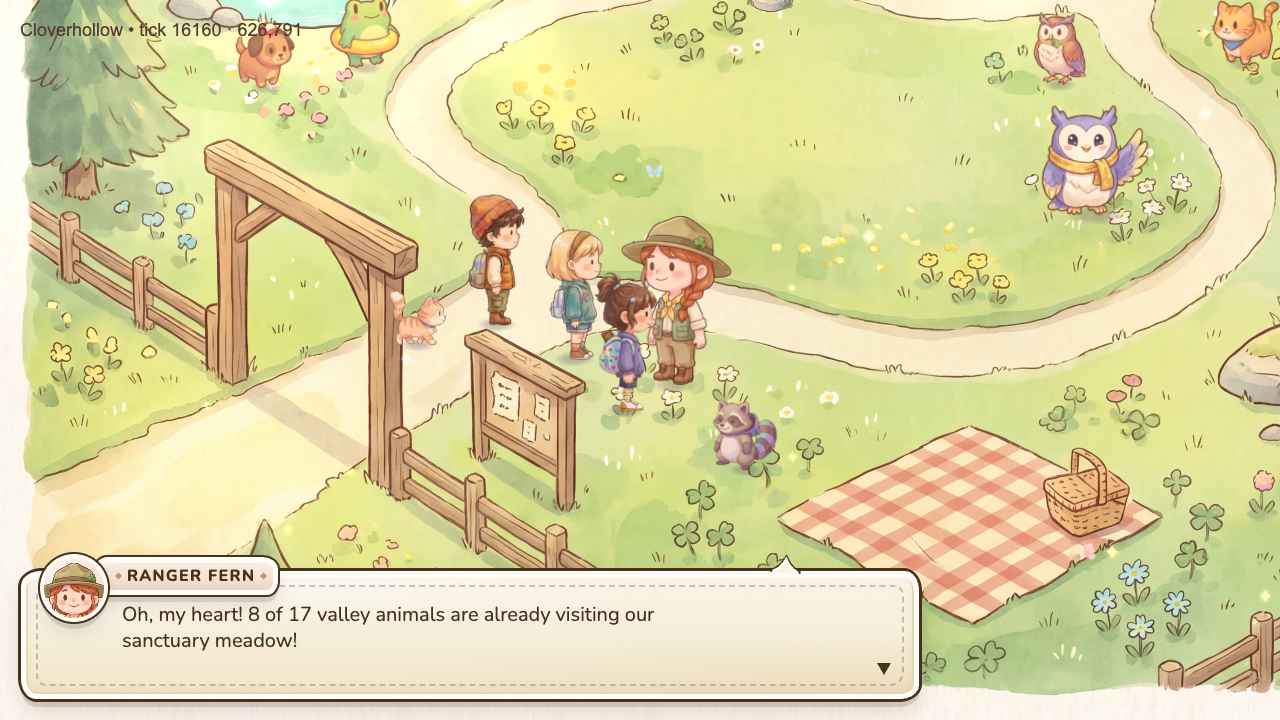 Cloverhollow • tick 16160 · 626,791
RANGER FERN
Oh, my heart! 8 of 17 valley animals are already visiting our
sanctuary meadow!